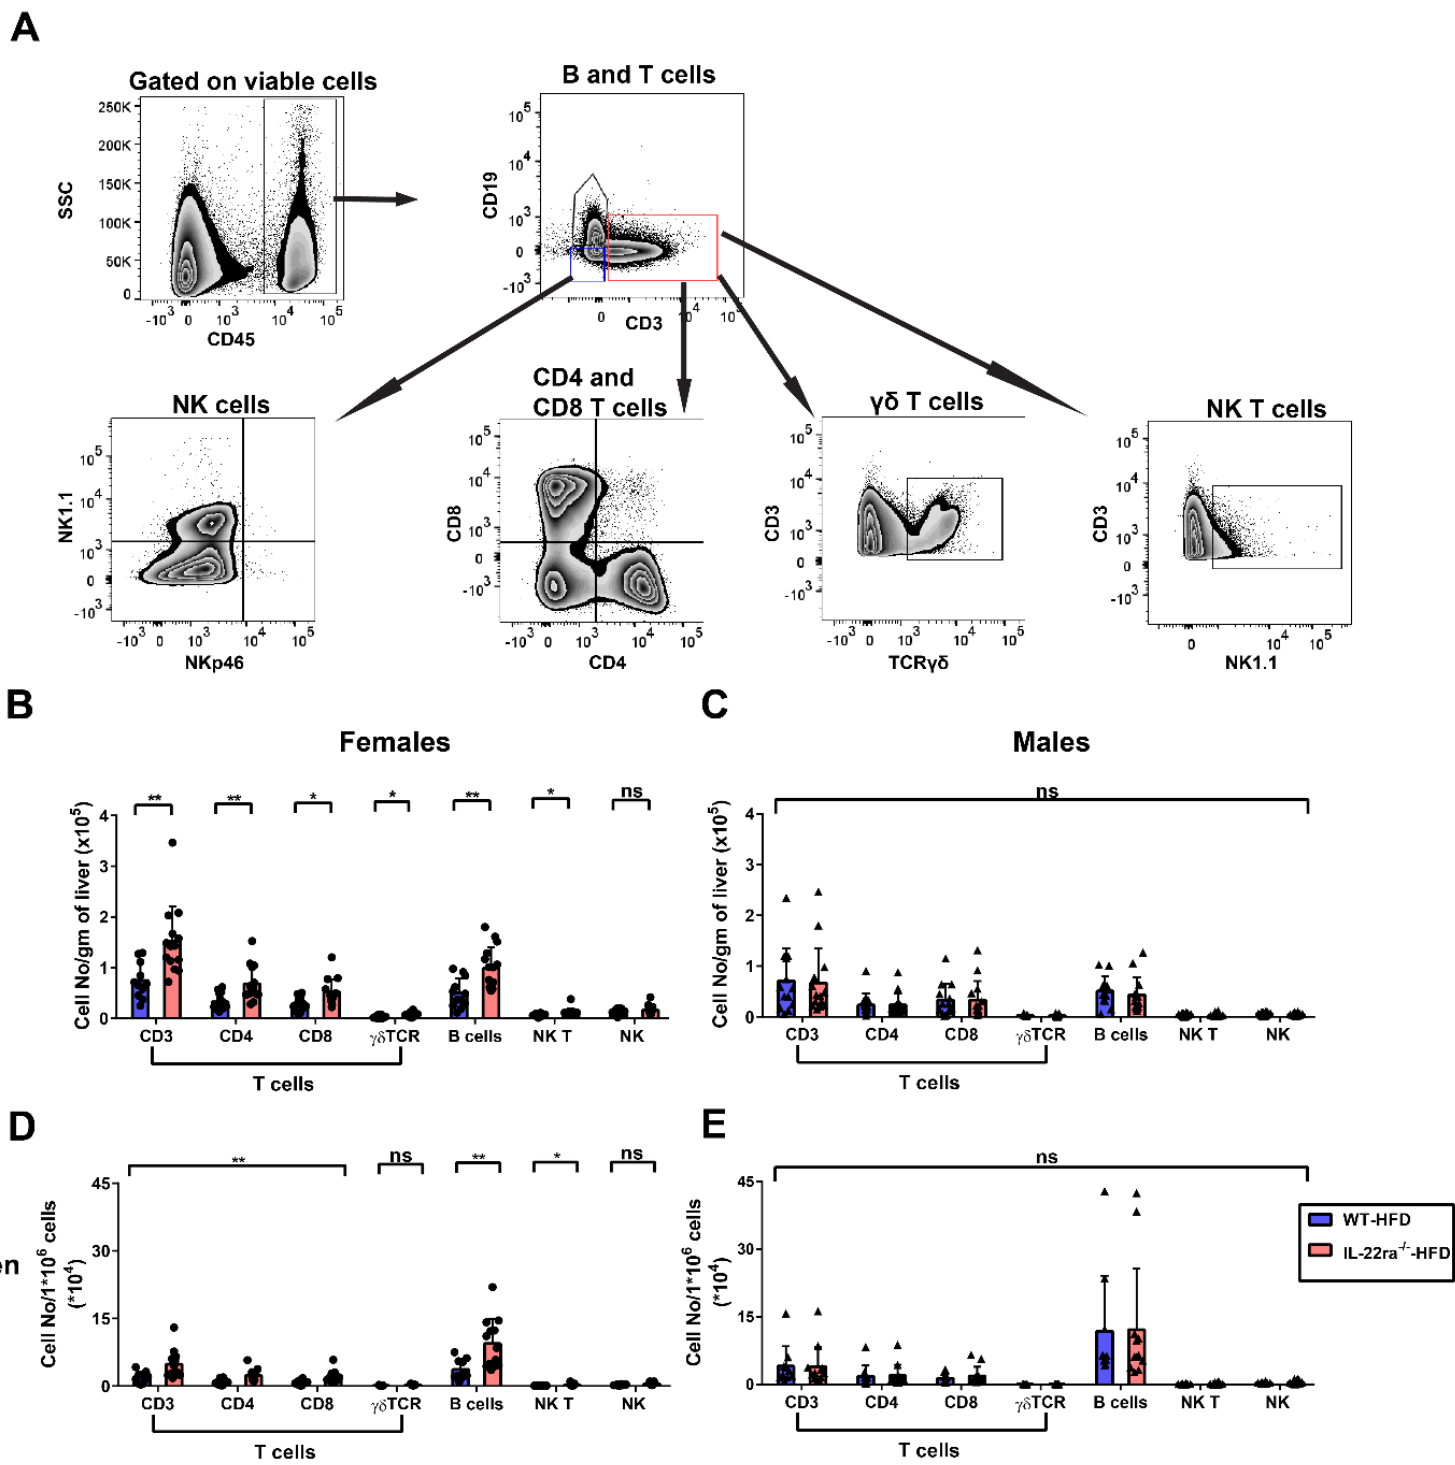 A
Gated on viable cells
250K
200K
150K
100K
50K
0
SSC
-10³ 0 10³ 10⁴ 10⁵
CD45
B and T cells
10⁵
10⁴
10³
0
-10³
CD19
0 10⁴ 10⁵
CD3
NK cells
10⁵
10⁴
10³
0
-10³
NK1.1
-10³ 0 10³ 10⁴ 10⁵
NKp46
CD4 and
CD8 T cells
10⁵
10⁴
10³
0
-10³
CD8
-10³ 0 10³ 10⁴ 10⁵
CD4
γδ T cells
10⁵
10⁴
10³
0
-10³
CD3
-10³ 0 10³ 10⁴ 10⁵
TCRγδ
NK T cells
10⁵
10⁴
10³
0
-10³
CD3
0 10⁴ 10⁵
NK1.1
B
Females
** ** * * ** * ns
Cell No/gm of liver (x10⁵)
4
3
2
1
0
CD3 CD4 CD8 γδTCR B cells NK T NK
T cells
C
Males
ns
Cell No/gm of liver (x10⁵)
4
3
2
1
0
CD3 CD4 CD8 γδTCR B cells NK T NK
T cells
D
** ns ** * ns
en
Cell No/1*10⁶ cells
(*10⁴)
45
30
15
0
CD3 CD4 CD8 γδTCR B cells NK T NK
T cells
E
ns
Cell No/1*10⁶ cells
(*10⁴)
45
30
15
0
CD3 CD4 CD8 γδTCR B cells NK T NK
T cells
WT-HFD
IL-22ra⁻/⁻-HFD